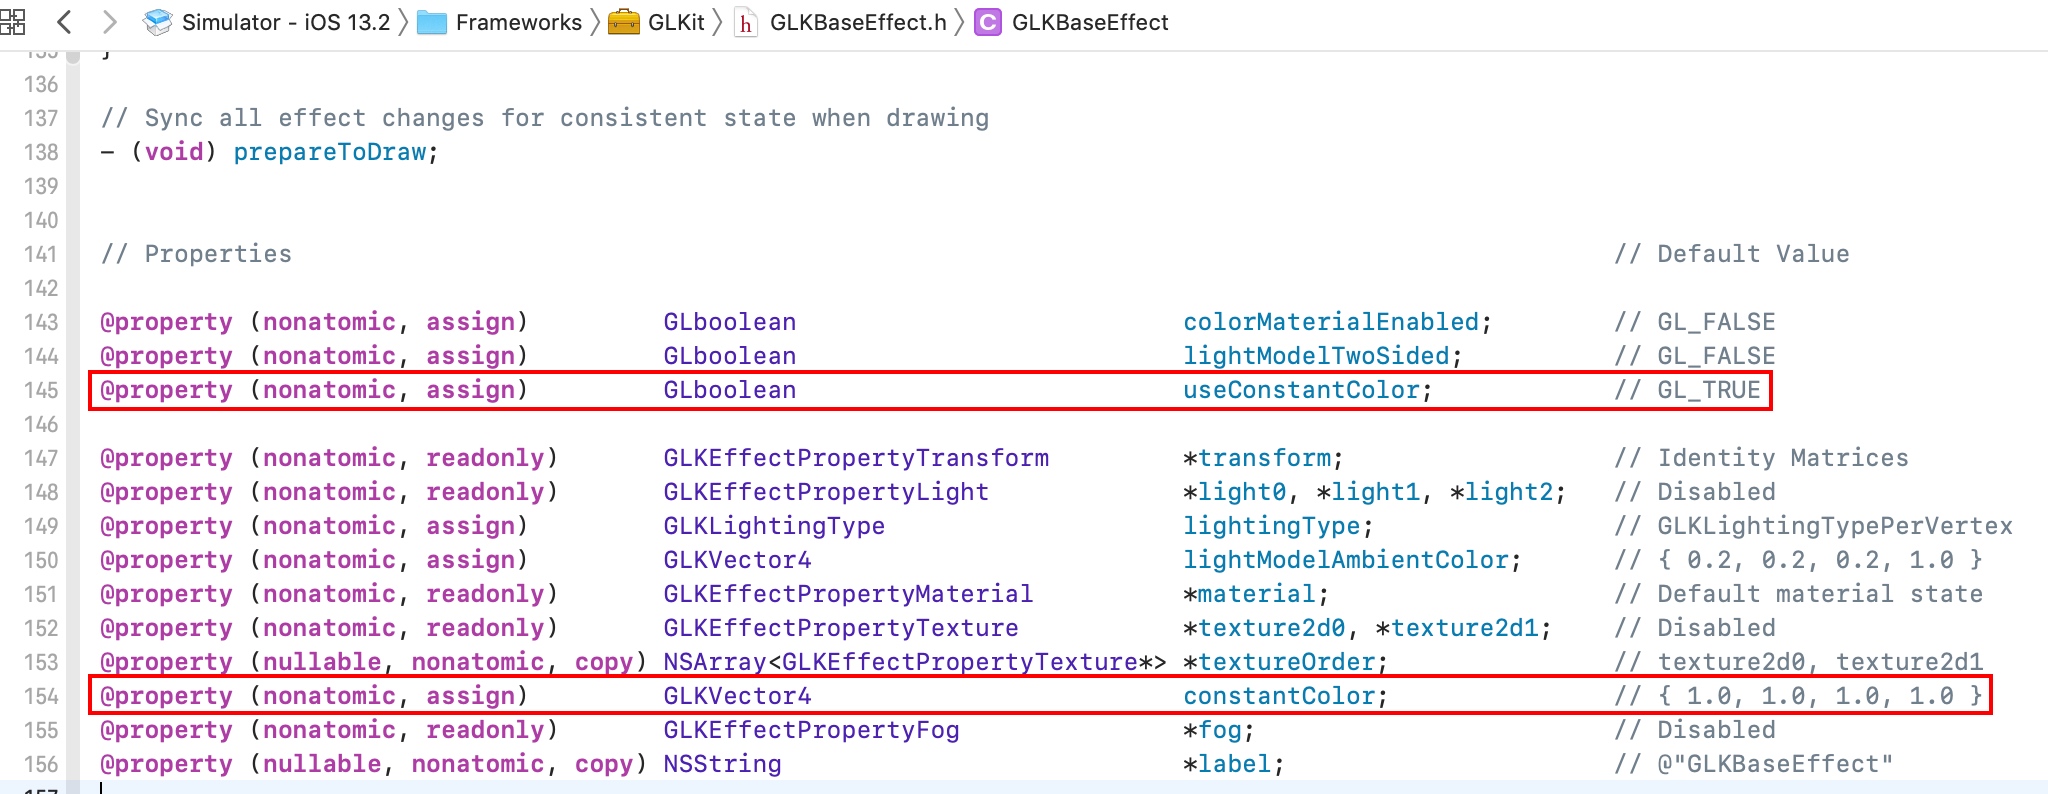 Simulator - iOS 13.2 Frameworks GLKit h GLKBaseEffect.h C GLKBaseEffect
135 }
136
137 // Sync all effect changes for consistent state when drawing
138 - (void) prepareToDraw;
139
140
141 // Properties // Default Value
142
143 @property (nonatomic, assign) GLboolean colorMaterialEnabled; // GL_FALSE
144 @property (nonatomic, assign) GLboolean lightModelTwoSided; // GL_FALSE
145 @property (nonatomic, assign) GLboolean useConstantColor; // GL_TRUE
146
147 @property (nonatomic, readonly) GLKEffectPropertyTransform *transform; // Identity Matrices
148 @property (nonatomic, readonly) GLKEffectPropertyLight *light0, *light1, *light2; // Disabled
149 @property (nonatomic, assign) GLKLightingType lightingType; // GLKLightingTypePerVertex
150 @property (nonatomic, assign) GLKVector4 lightModelAmbientColor; // { 0.2, 0.2, 0.2, 1.0 }
151 @property (nonatomic, readonly) GLKEffectPropertyMaterial *material; // Default material state
152 @property (nonatomic, readonly) GLKEffectPropertyTexture *texture2d0, *texture2d1; // Disabled
153 @property (nullable, nonatomic, copy) NSArray<GLKEffectPropertyTexture*> *textureOrder; // texture2d0, texture2d1
154 @property (nonatomic, assign) GLKVector4 constantColor; // { 1.0, 1.0, 1.0, 1.0 }
155 @property (nonatomic, readonly) GLKEffectPropertyFog *fog; // Disabled
156 @property (nullable, nonatomic, copy) NSString *label; // @"GLKBaseEffect"
157